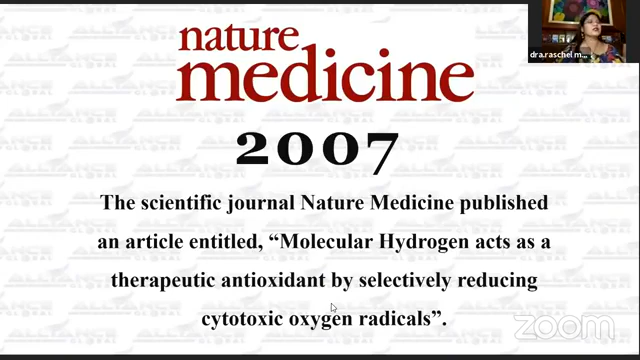 dra.raschel m...
nature
medicine
2007
The scientific journal Nature Medicine published
an article entitled, “Molecular Hydrogen acts as a
therapeutic antioxidant by selectively reducing
cytotoxic oxygen radicals”.
zoom